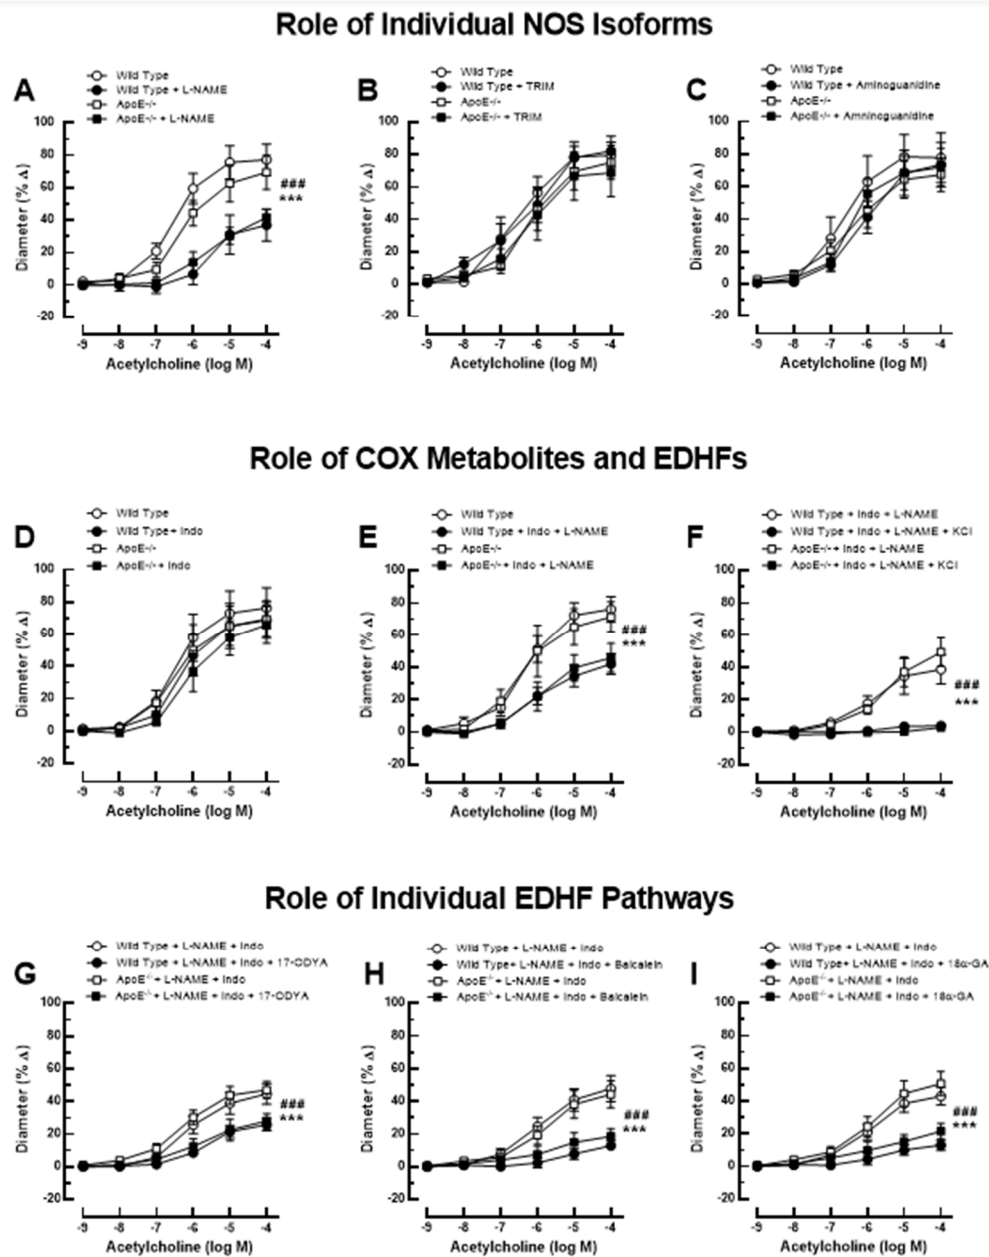 Role of Individual NOS Isoforms
A
Wild Type
Wild Type + L-NAME
ApoE-/-
ApoE-/- + L-NAME
100
80
60
40
20
0
-20
Diameter (% Δ)
###
***
-9 -8 -7 -6 -5 -4
Acetylcholine (log M)
B
Wild Type
Wild Type + TRIM
ApoE-/-
ApoE-/- + TRIM
100
80
60
40
20
0
-20
Diameter (% Δ)
-9 -8 -7 -6 -5 -4
Acetylcholine (log M)
C
Wild Type
Wild Type + Aminoguanidine
ApoE-/-
ApoE-/- + Amninoguanidine
100
80
60
40
20
0
-20
Diameter (% Δ)
-9 -8 -7 -6 -5 -4
Acetylcholine (log M)
Role of COX Metabolites and EDHFs
D
Wild Type
Wild Type+ Indo
ApoE-/-
ApoE-/-+ Indo
100
80
60
40
20
0
-20
Diameter (% Δ)
-9 -8 -7 -6 -5 -4
Acetylcholine (log M)
E
Wild Type
Wild Type + Indo + L-NAME
ApoE-/-
ApoE-/-+ Indo + L-NAME
100
80
60
40
20
0
-20
Diameter (% Δ)
###
***
-9 -8 -7 -6 -5 -4
Acetylcholine (log M)
F
Wild Type + Indo + L-NAME
Wild Type + Indo + L-NAME + KCl
ApoE-/-+ Indo + L-NAME
ApoE-/-+ Indo + L-NAME + KCl
100
80
60
40
20
0
-20
Diameter (% Δ)
###
***
-9 -8 -7 -6 -5 -4
Acetylcholine (log M)
Role of Individual EDHF Pathways
G
Wild Type + L-NAME + Indo
Wild Type + L-NAME + Indo + 17-ODYA
ApoE-/-+ L-NAME + Indo
ApoE-/-+ L-NAME + Indo + 17-ODYA
100
80
60
40
20
0
-20
Diameter (% Δ)
###
***
-9 -8 -7 -6 -5 -4
Acetylcholine (log M)
H
Wild Type + L-NAME + Indo
Wild Type+ L-NAME + Indo + Baicalein
ApoE-/-+ L-NAME + Indo
ApoE-/-+ L-NAME + Indo + Baicalein
100
80
60
40
20
0
-20
Diameter (% Δ)
###
***
-9 -8 -7 -6 -5 -4
Acetylcholine (log M)
I
Wild Type + L-NAME + Indo
Wild Type + L-NAME + Indo + 18α-GA
ApoE-/-+ L-NAME + Indo
ApoE-/-+ L-NAME + Indo + 18α-GA
100
80
60
40
20
0
-20
Diameter (% Δ)
###
***
-9 -8 -7 -6 -5 -4
Acetylcholine (log M)